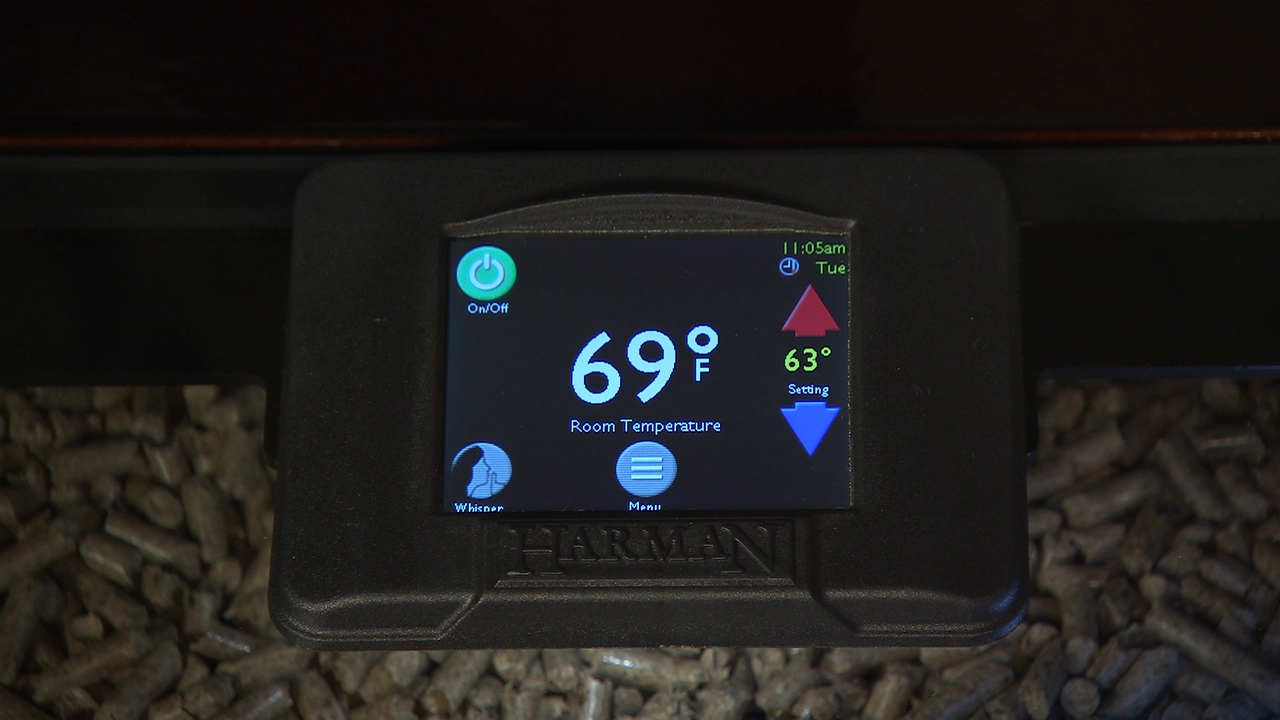 11:05am
Tue
On/Off
69°F
63°
Setting
Room Temperature
Whisper
Menu
HARMAN